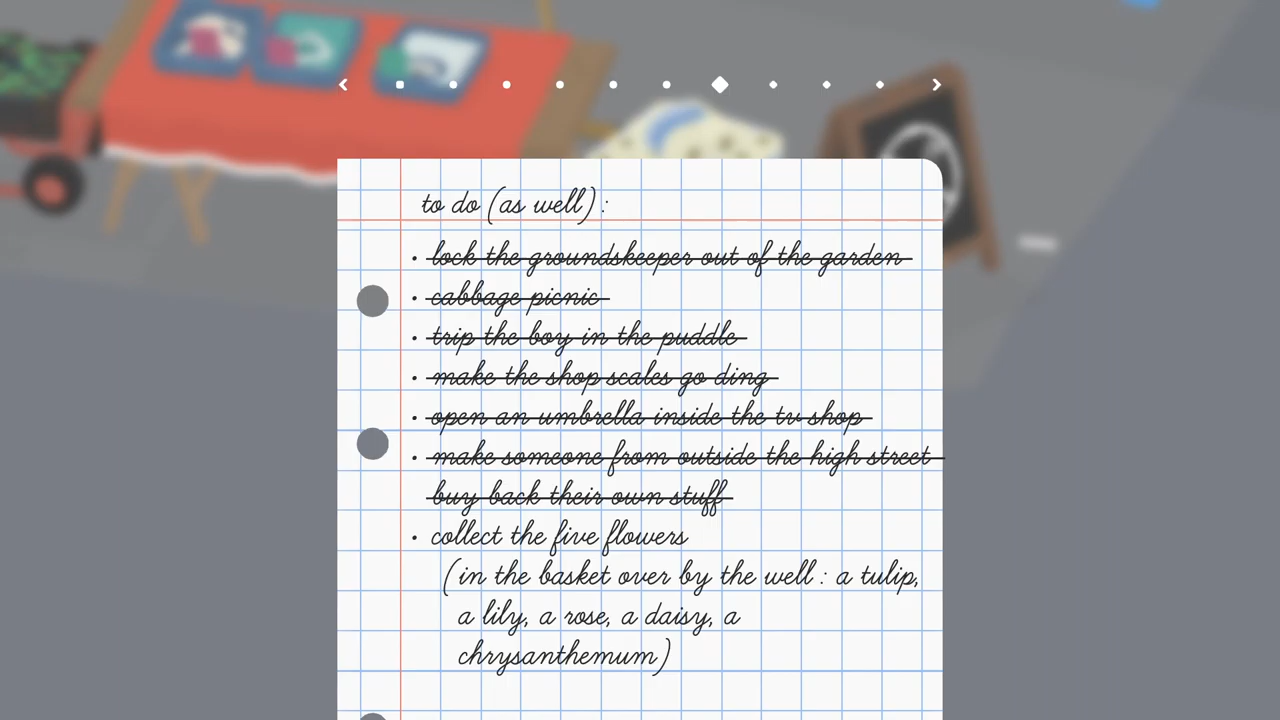 to do (as well) :
• lock the groundskeeper out of the garden
• cabbage picnic
• trip the boy in the puddle
• make the shop scales go ding
• open an umbrella inside the tv shop
• make someone from outside the high street
buy back their own stuff
• collect the five flowers
(in the basket over by the well : a tulip,
a lily, a rose, a daisy, a
chrysanthemum)